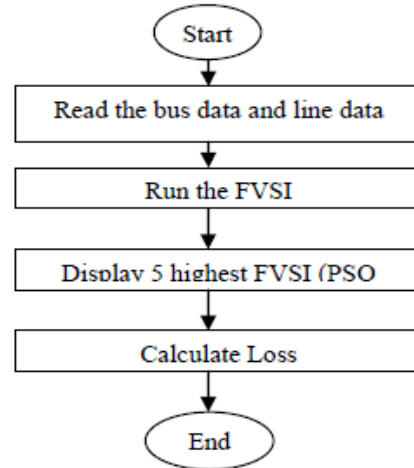 Start
Read the bus data and line data
Run the FVSI
Display 5 highest FVSI (PSO
Calculate Loss
End